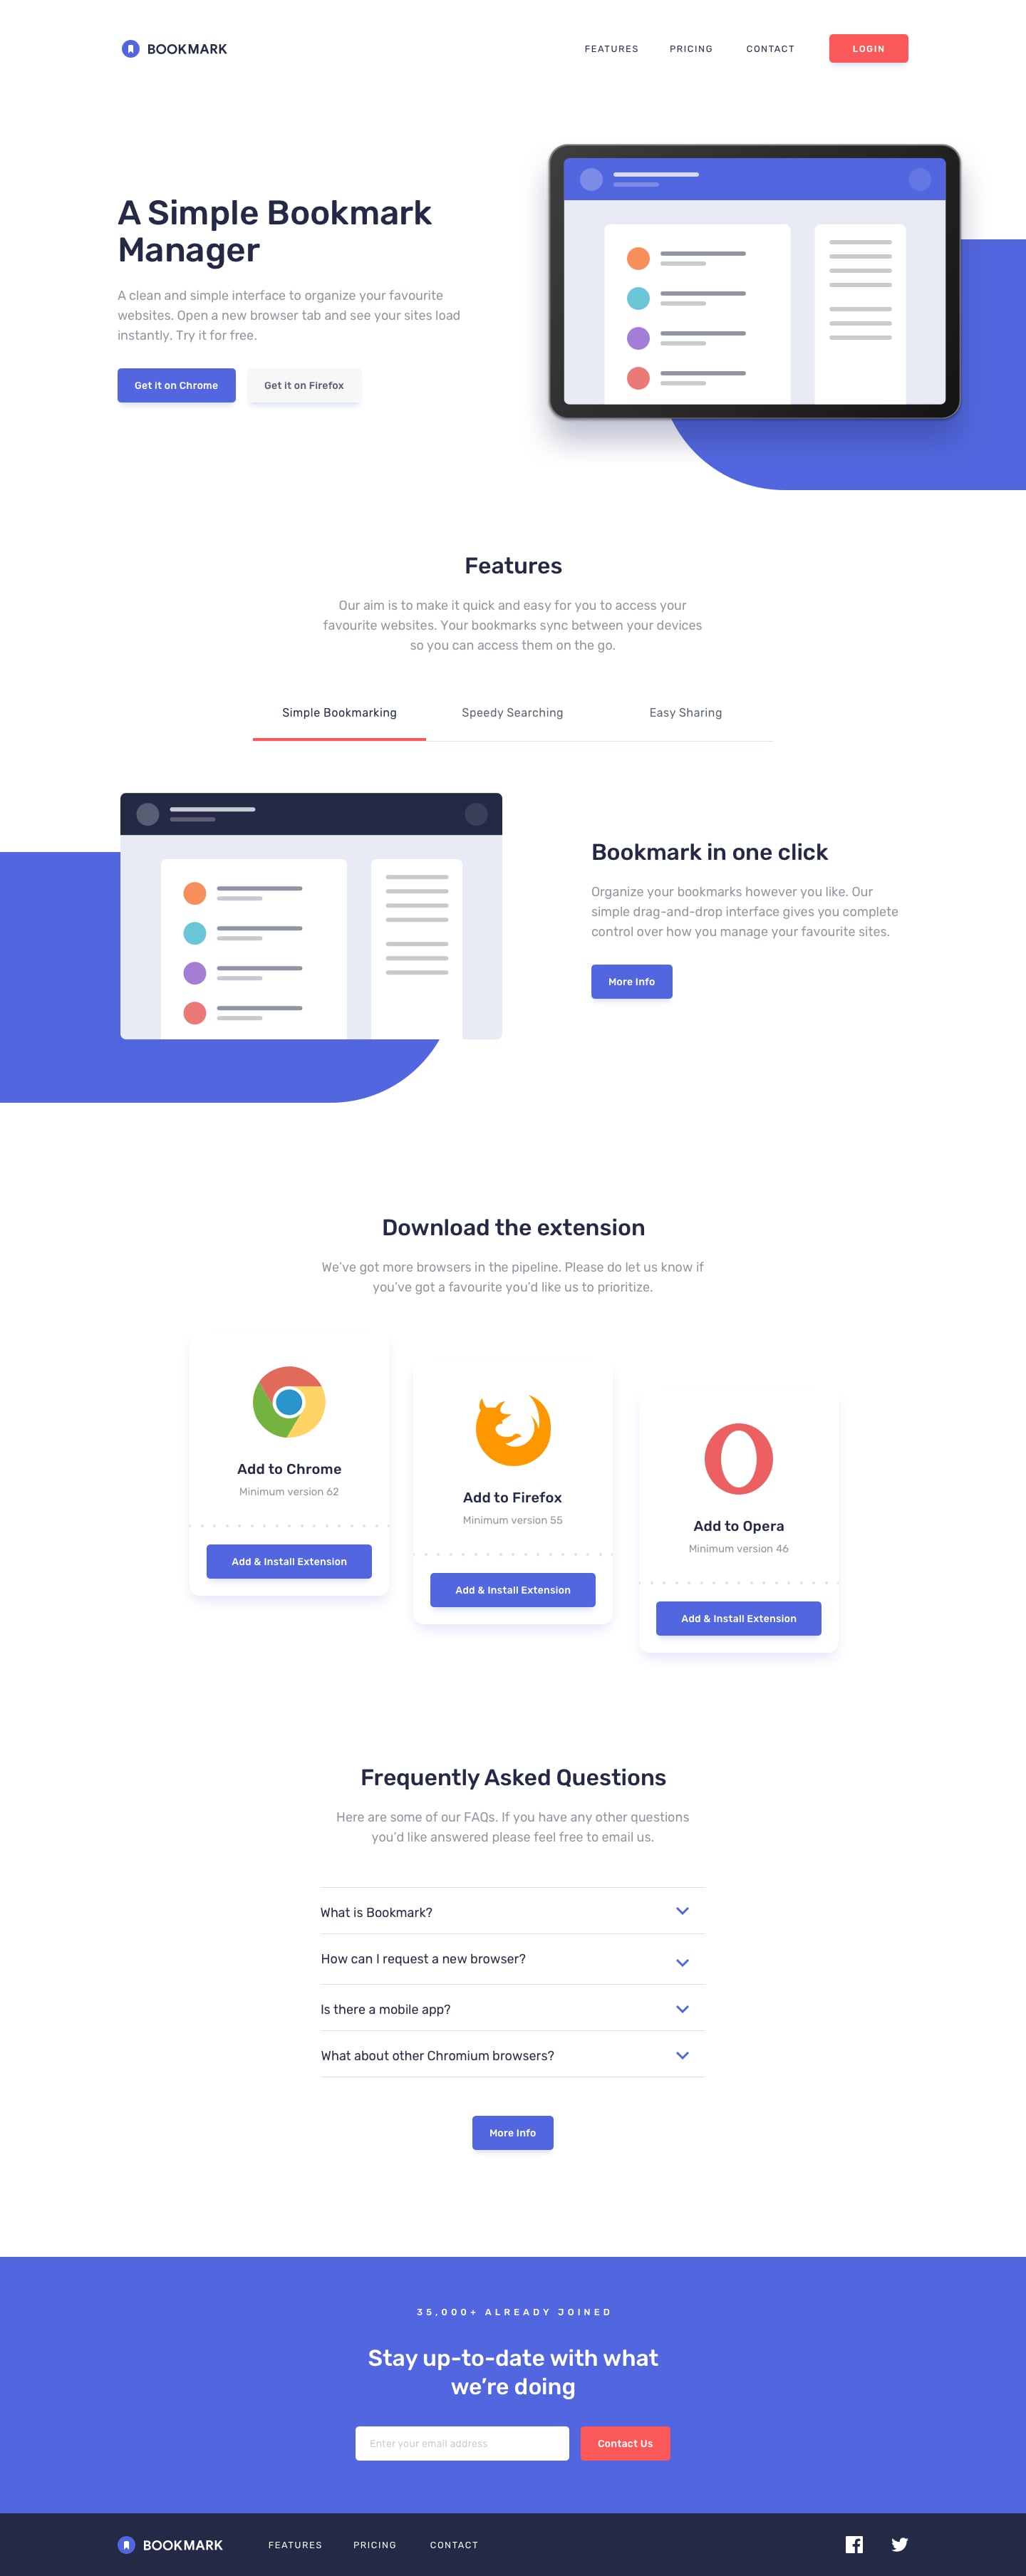 BOOKMARK
FEATURES
PRICING
CONTACT
LOGIN
A Simple Bookmark
Manager
A clean and simple interface to organize your favourite
websites. Open a new browser tab and see your sites load
instantly. Try it for free.
Get it on Chrome
Get it on Firefox
Features
Our aim is to make it quick and easy for you to access your
favourite websites. Your bookmarks sync between your devices
so you can access them on the go.
Simple Bookmarking
Speedy Searching
Easy Sharing
Bookmark in one click
Organize your bookmarks however you like. Our
simple drag-and-drop interface gives you complete
control over how you manage your favourite sites.
More Info
Download the extension
We’ve got more browsers in the pipeline. Please do let us know if
you’ve got a favourite you’d like us to prioritize.
Add to Chrome
Minimum version 62
Add & Install Extension
Add to Firefox
Minimum version 55
Add & Install Extension
Add to Opera
Minimum version 46
Add & Install Extension
Frequently Asked Questions
Here are some of our FAQs. If you have any other questions
you’d like answered please feel free to email us.
What is Bookmark?
How can I request a new browser?
Is there a mobile app?
What about other Chromium browsers?
More Info
35,000+ ALREADY JOINED
Stay up-to-date with what
we’re doing
Enter your email address
Contact Us
BOOKMARK
FEATURES
PRICING
CONTACT